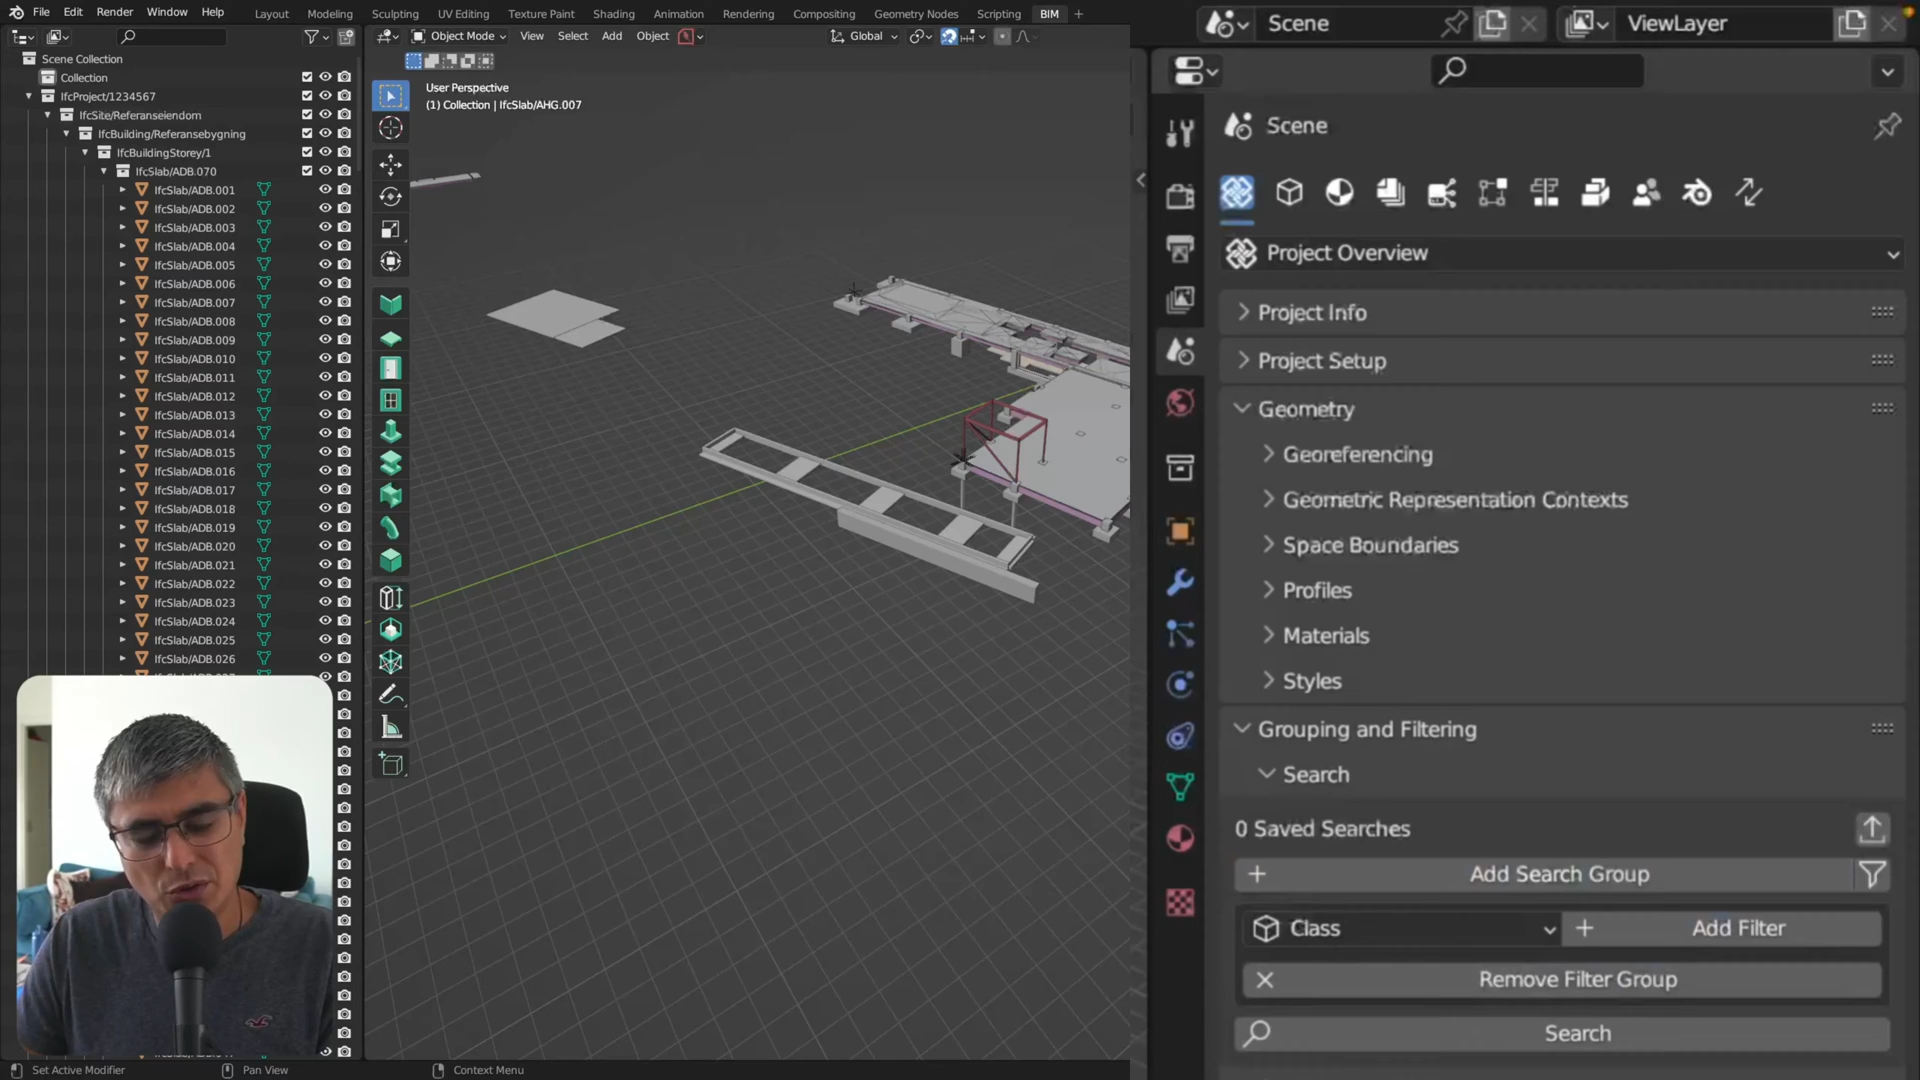 File Edit Render Window Help
Layout Modeling Sculpting UV Editing Texture Paint Shading Animation Rendering Compositing Geometry Nodes Scripting BIM
Scene ViewLayer
Object Mode View Select Add Object Global
Scene Collection
Collection
IfcProject/1234567
IfcSite/Referanseiendom
IfcBuilding/Referansebygning
IfcBuildingStorey/1
IfcSlab/ADB.070
IfcSlab/ADB.001
IfcSlab/ADB.002
IfcSlab/ADB.003
IfcSlab/ADB.004
IfcSlab/ADB.005
IfcSlab/ADB.006
IfcSlab/ADB.007
IfcSlab/ADB.008
IfcSlab/ADB.009
IfcSlab/ADB.010
IfcSlab/ADB.011
IfcSlab/ADB.012
IfcSlab/ADB.013
IfcSlab/ADB.014
IfcSlab/ADB.015
IfcSlab/ADB.016
IfcSlab/ADB.017
IfcSlab/ADB.018
IfcSlab/ADB.019
IfcSlab/ADB.020
IfcSlab/ADB.021
IfcSlab/ADB.022
IfcSlab/ADB.023
IfcSlab/ADB.024
IfcSlab/ADB.025
IfcSlab/ADB.026
User Perspective
(1) Collection | IfcSlab/AHG.007
Scene
Project Overview
Project Info
Project Setup
Geometry
Georeferencing
Geometric Representation Contexts
Space Boundaries
Profiles
Materials
Styles
Grouping and Filtering
Search
0 Saved Searches
Add Search Group
Class Add Filter
Remove Filter Group
Search
Set Active Modifier Pan View Context Menu